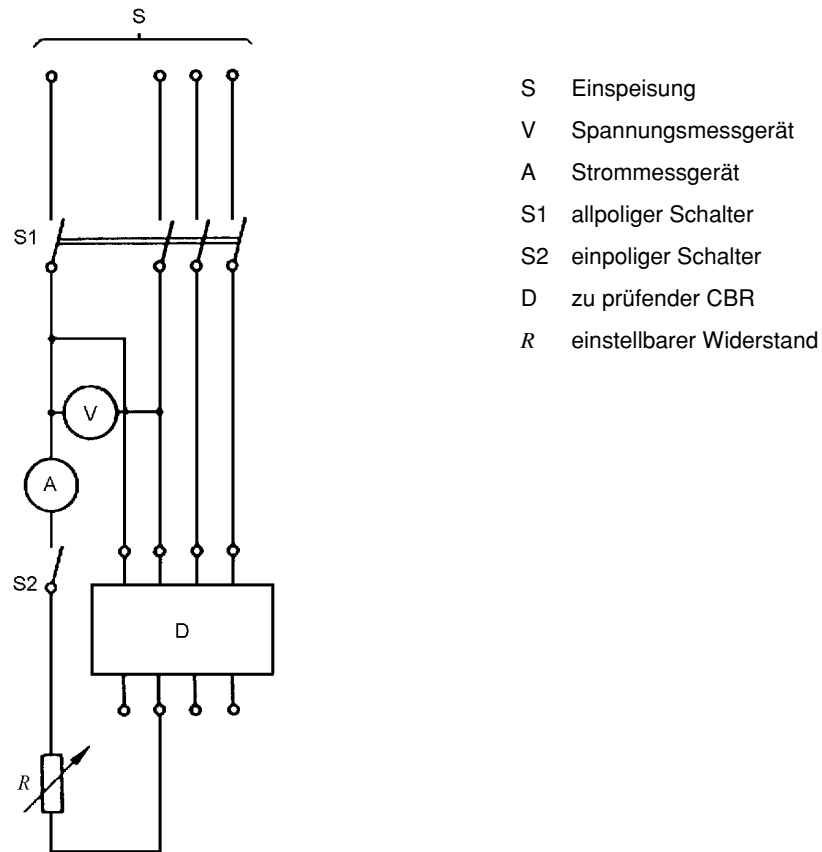 S
S1
V
A
S2
D
R
S Einspeisung
V Spannungsmessgerät
A Strommessgerät
S1 allpoliger Schalter
S2 einpoliger Schalter
D zu prüfender CBR
R einstellbarer Widerstand